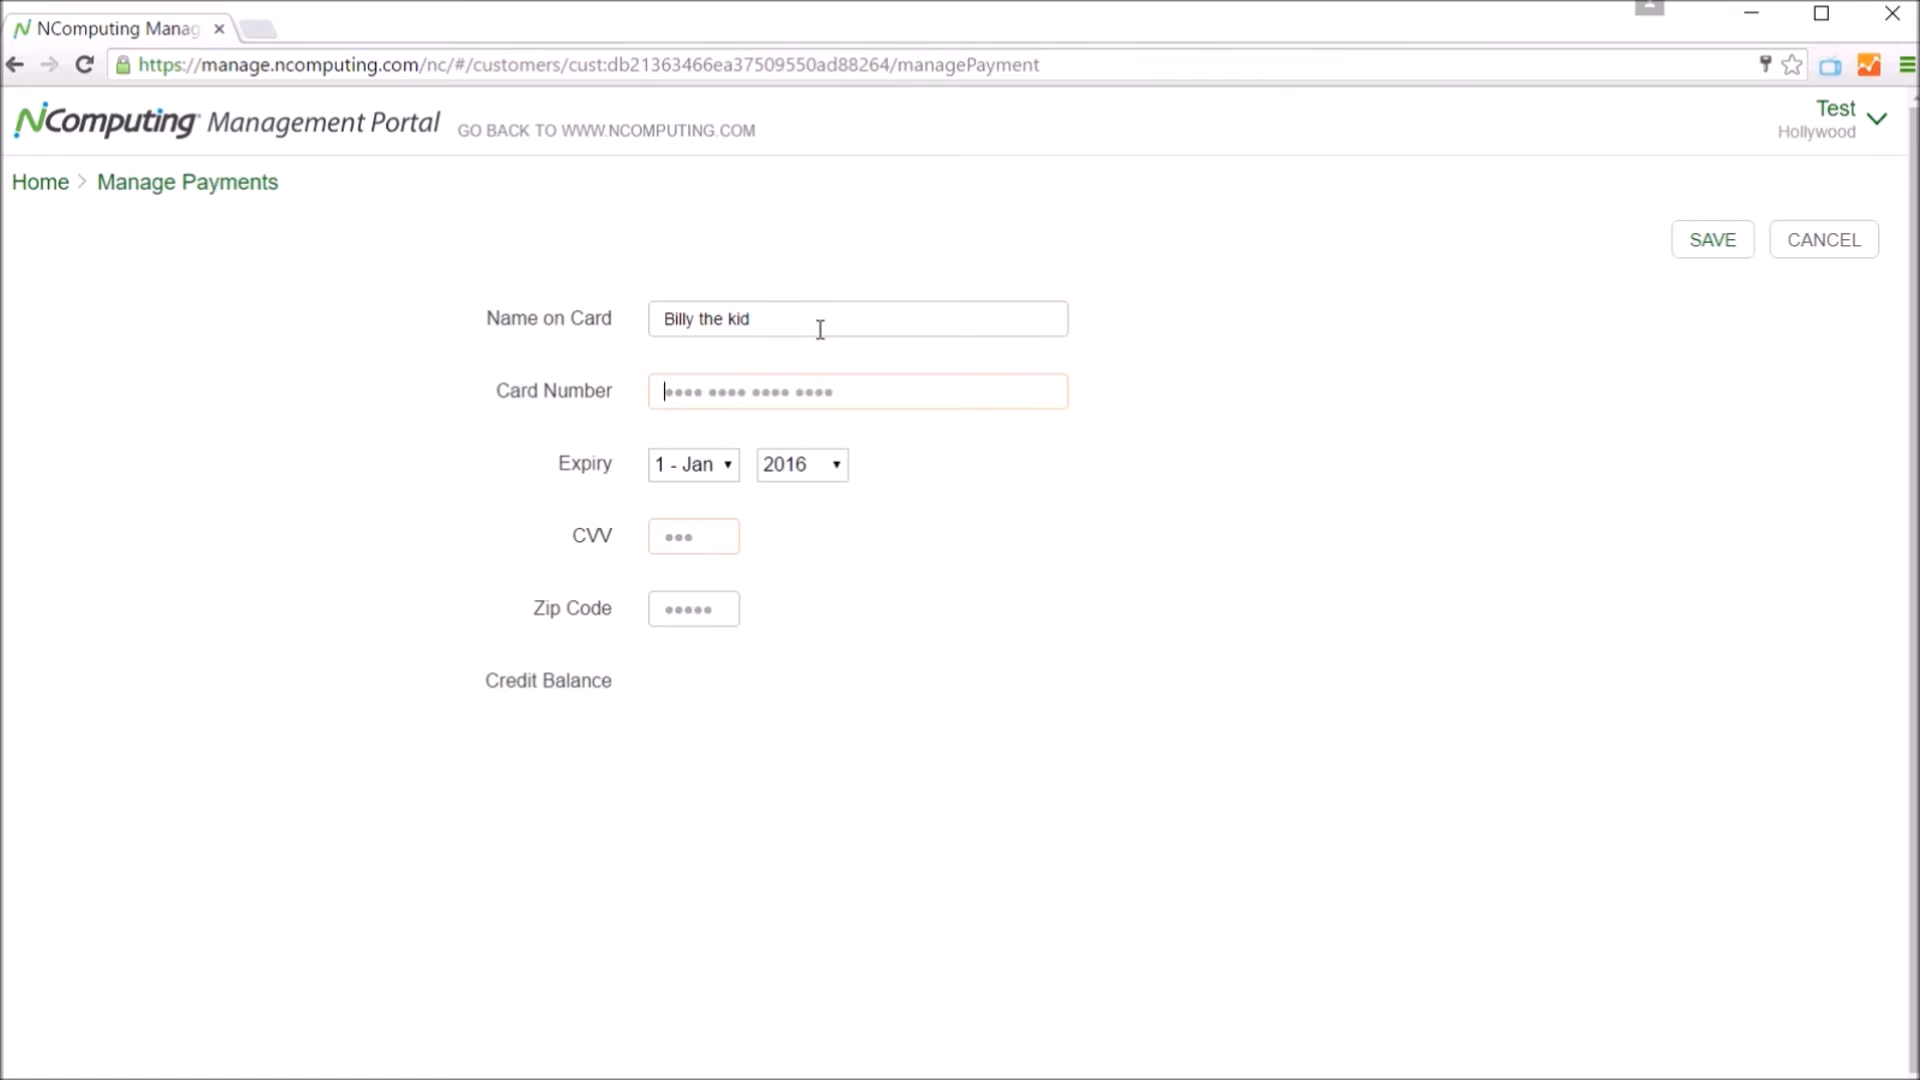 NComputing Manag
https://manage.ncomputing.com/nc/#/customers/cust:db21363466ea37509550ad88264/managePayment
NComputing Management Portal GO BACK TO WWW.NCOMPUTING.COM
Test
Hollywood
Home > Manage Payments
SAVE CANCEL
Name on Card Billy the kid
Card Number •••• •••• •••• ••••
Expiry 1 - Jan 2016
CVV •••
Zip Code •••••
Credit Balance